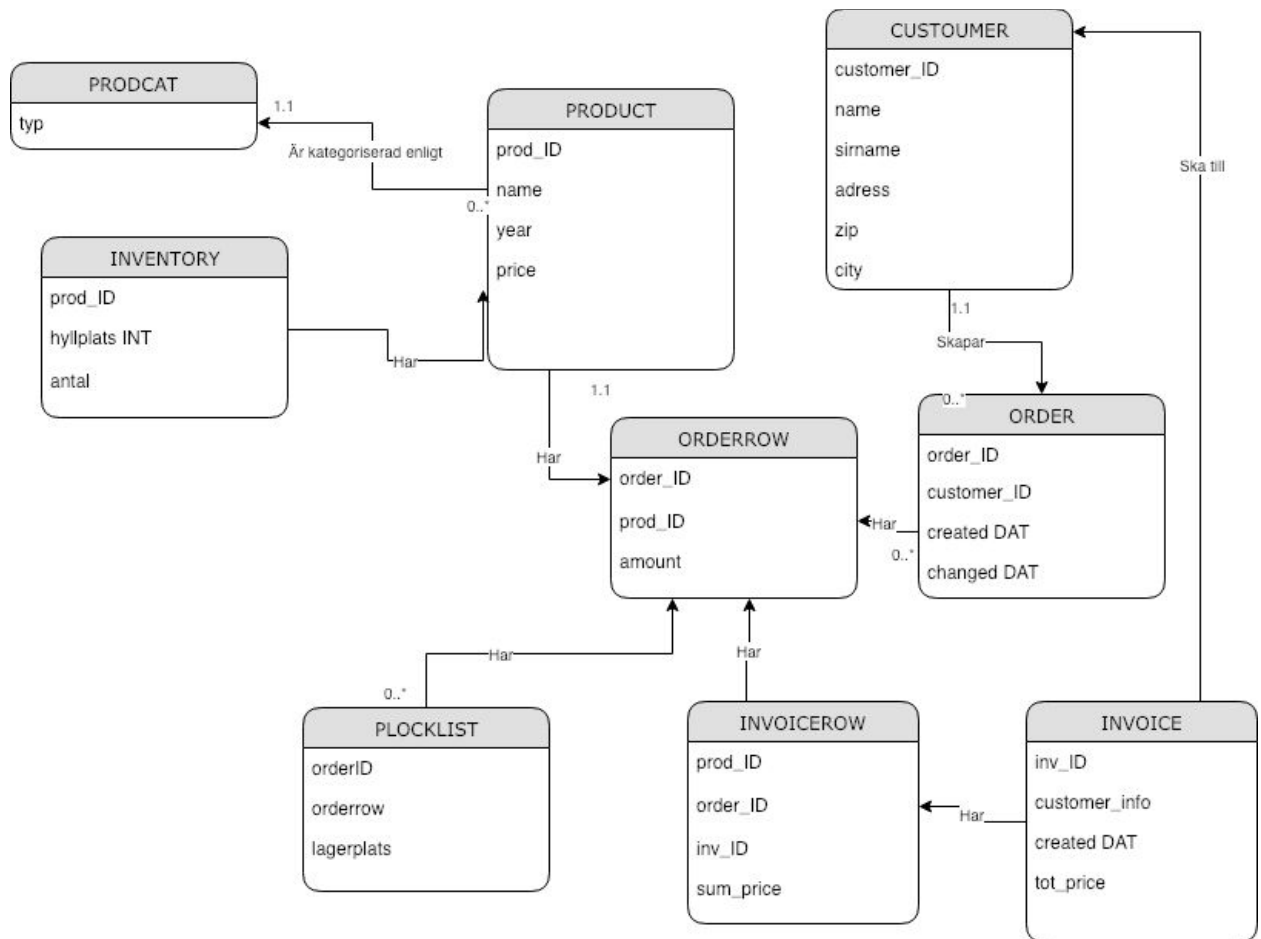 PRODCAT
typ
1.1
Är kategoriserad enligt
0..*
PRODUCT
prod_ID
name
year
price
CUSTOUMER
customer_ID
name
sirname
adress
zip
city
Ska till
INVENTORY
prod_ID
hyllplats INT
antal
Har
1.1
Skapar
0..*
1.1
Har
ORDERROW
order_ID
prod_ID
amount
ORDER
order_ID
customer_ID
created DAT
changed DAT
Har
0..*
Har
0..*
Har
PLOCKLIST
orderID
orderrow
lagerplats
INVOICEROW
prod_ID
order_ID
inv_ID
sum_price
Har
INVOICE
inv_ID
customer_info
created DAT
tot_price